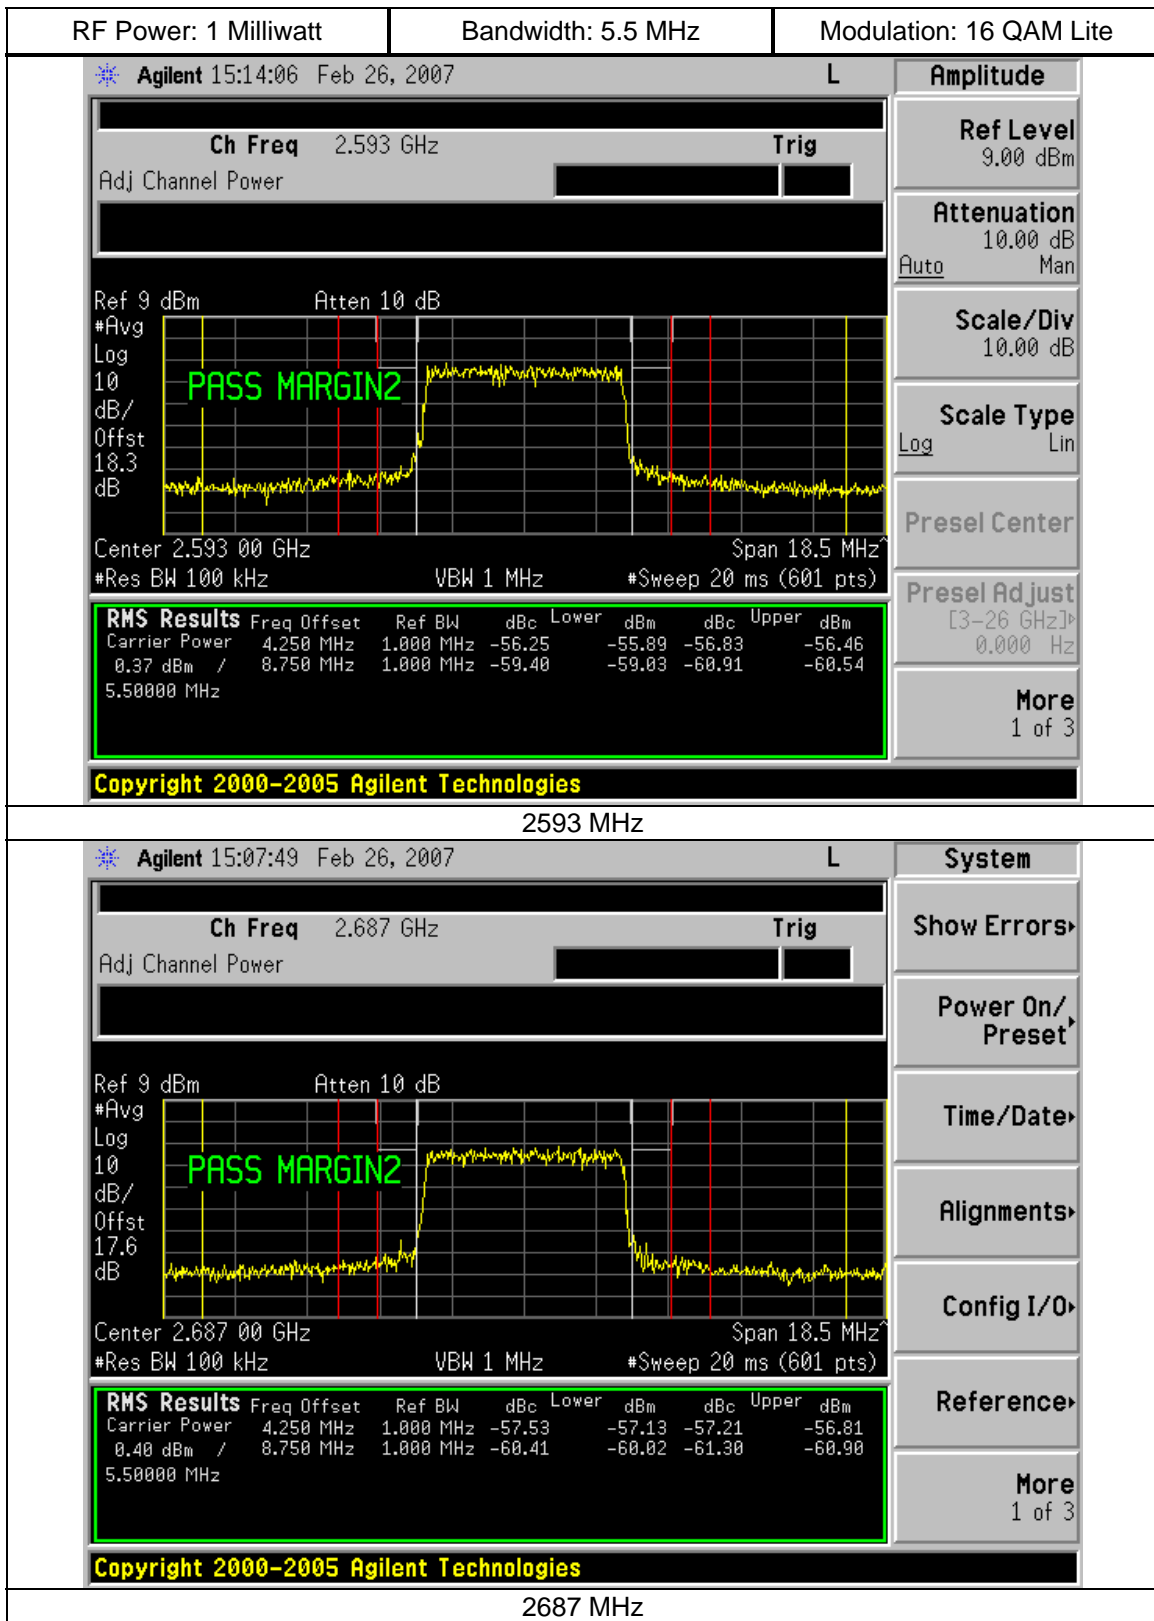 RF Power: 1 Milliwatt Bandwidth: 5.5 MHz Modulation: 16 QAM Lite
Agilent 15:14:06 Feb 26, 2007 L Amplitude
Ch Freq 2.593 GHz Trig
Adj Channel Power
Ref Level
9.00 dBm
Attenuation
10.00 dB
Auto Man
Scale/Div
10.00 dB
Scale Type
Log Lin
Presel Center
Presel Adjust
[3-26 GHz]
0.000 Hz
More
1 of 3
Ref 9 dBm Atten 10 dB
#Avg
Log
10
dB/
Offst
18.3
dB
PASS MARGIN2
Center 2.593 00 GHz Span 18.5 MHz^
#Res BW 100 kHz VBW 1 MHz #Sweep 20 ms (601 pts)
RMS Results Freq Offset Ref BW dBc Lower dBm dBc Upper dBm
Carrier Power 4.250 MHz 1.000 MHz -56.25 -55.89 -56.83 -56.46
0.37 dBm / 8.750 MHz 1.000 MHz -59.40 -59.03 -60.91 -60.54
5.50000 MHz
Copyright 2000-2005 Agilent Technologies
2593 MHz
Agilent 15:07:49 Feb 26, 2007 L System
Ch Freq 2.687 GHz Trig
Adj Channel Power
Show Errors
Power On/
Preset
Time/Date
Alignments
Config I/O
Reference
More
1 of 3
Ref 9 dBm Atten 10 dB
#Avg
Log
10
dB/
Offst
17.6
dB
PASS MARGIN2
Center 2.687 00 GHz Span 18.5 MHz^
#Res BW 100 kHz VBW 1 MHz #Sweep 20 ms (601 pts)
RMS Results Freq Offset Ref BW dBc Lower dBm dBc Upper dBm
Carrier Power 4.250 MHz 1.000 MHz -57.53 -57.13 -57.21 -56.81
0.40 dBm / 8.750 MHz 1.000 MHz -60.41 -60.02 -61.30 -60.90
5.50000 MHz
Copyright 2000-2005 Agilent Technologies
2687 MHz